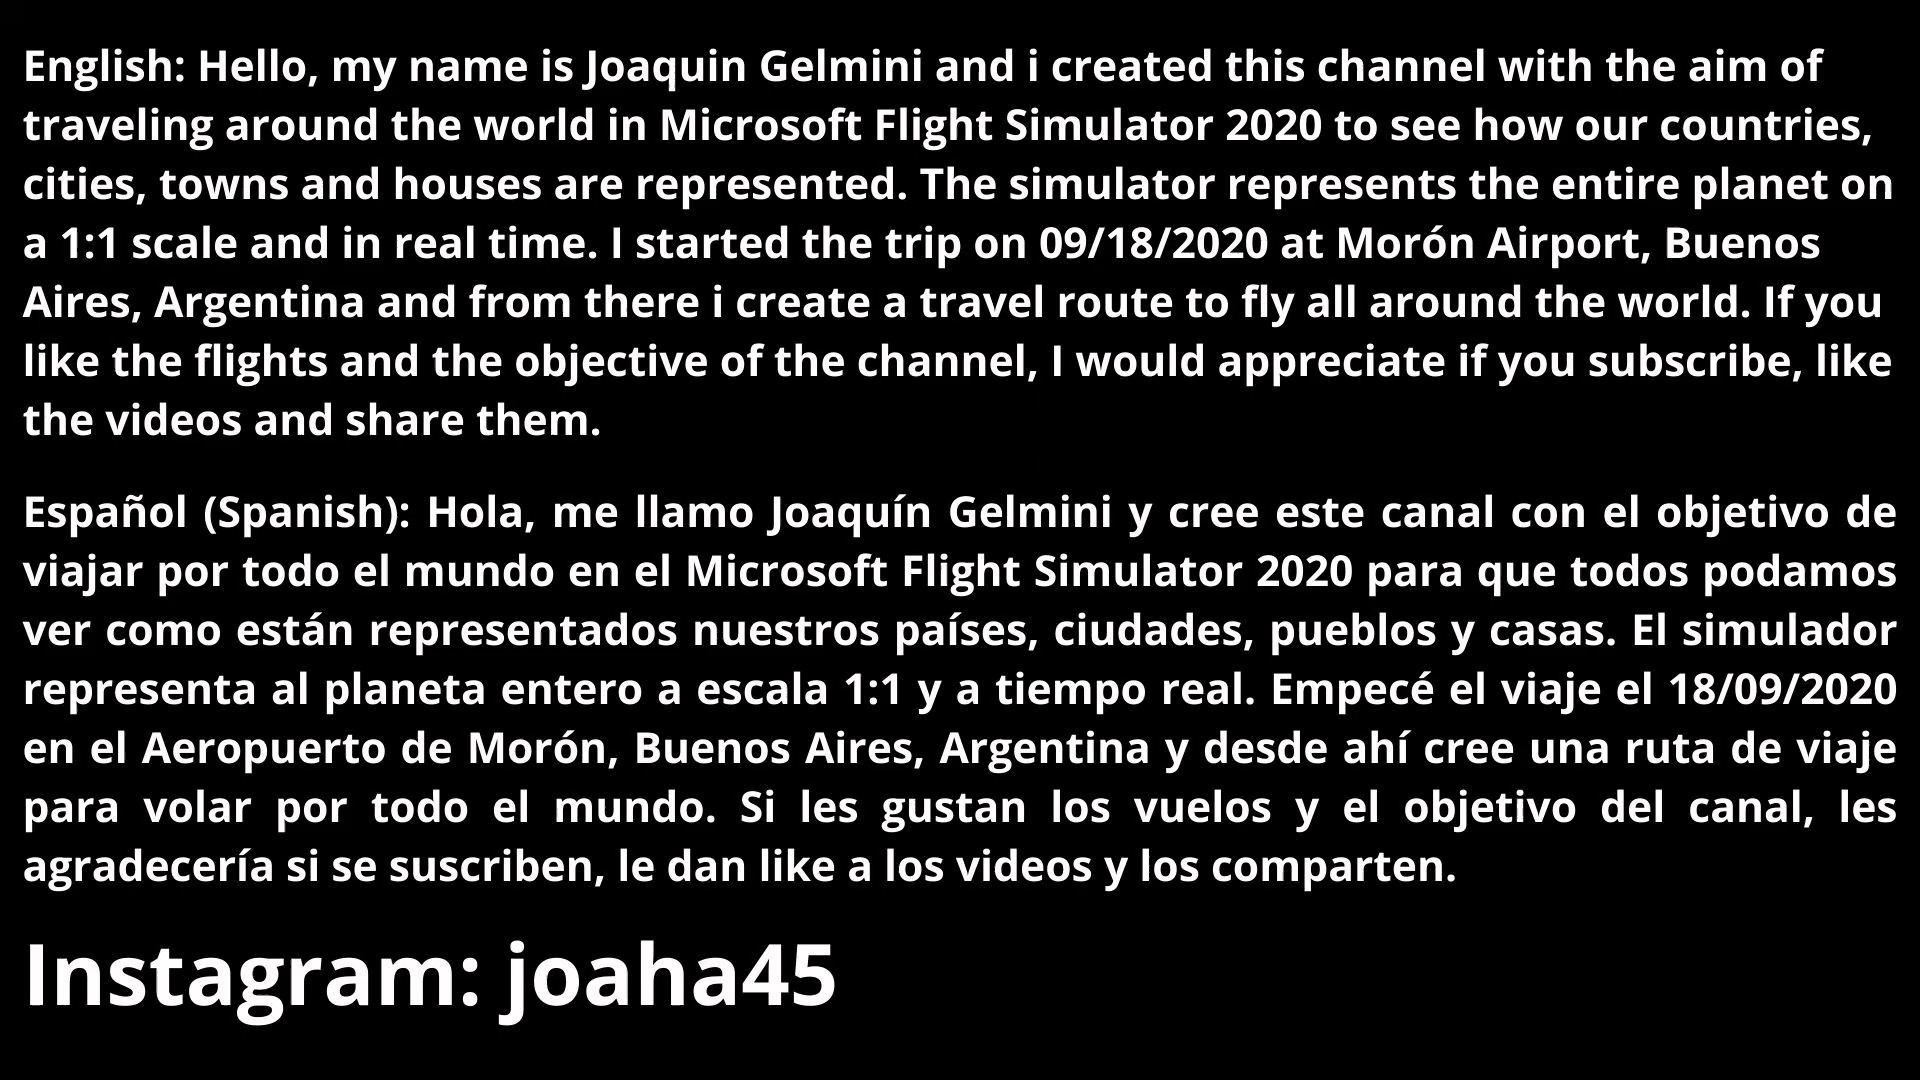 English: Hello, my name is Joaquin Gelmini and i created this channel with the aim of
traveling around the world in Microsoft Flight Simulator 2020 to see how our countries,
cities, towns and houses are represented. The simulator represents the entire planet on
a 1:1 scale and in real time. I started the trip on 09/18/2020 at Morón Airport, Buenos
Aires, Argentina and from there i create a travel route to fly all around the world. If you
like the flights and the objective of the channel, I would appreciate if you subscribe, like
the videos and share them.
Español (Spanish): Hola, me llamo Joaquín Gelmini y cree este canal con el objetivo de
viajar por todo el mundo en el Microsoft Flight Simulator 2020 para que todos podamos
ver como están representados nuestros países, ciudades, pueblos y casas. El simulador
representa al planeta entero a escala 1:1 y a tiempo real. Empecé el viaje el 18/09/2020
en el Aeropuerto de Morón, Buenos Aires, Argentina y desde ahí cree una ruta de viaje
para volar por todo el mundo. Si les gustan los vuelos y el objetivo del canal, les
agradecería si se suscriben, le dan like a los videos y los comparten.
Instagram: joaha45